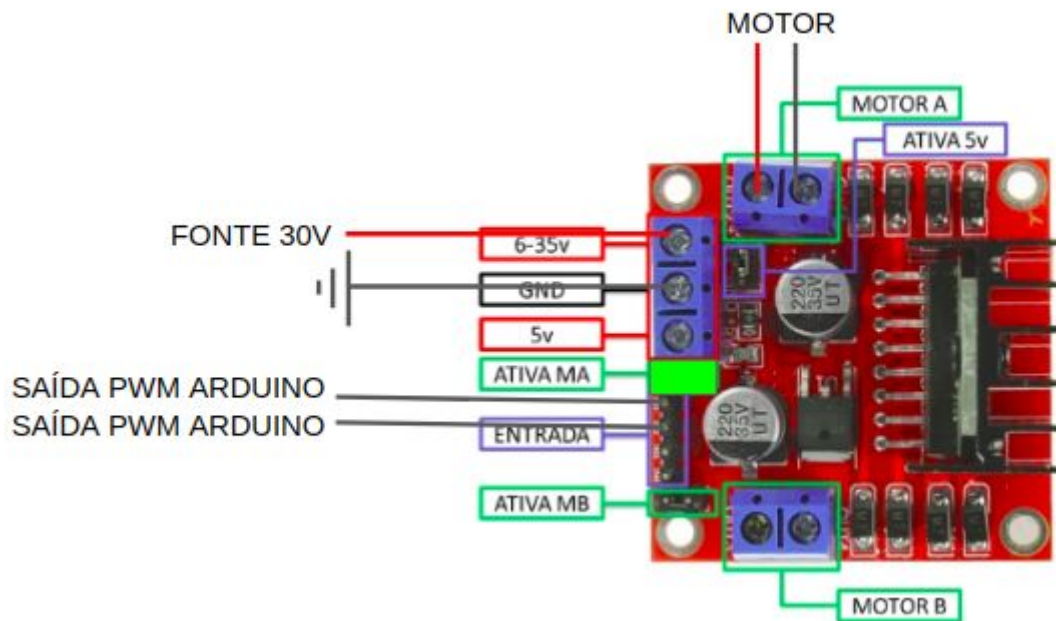 MOTOR
MOTOR A
ATIVA 5v
FONTE 30V
6-35v
GND
5v
ATIVA MA
SAÍDA PWM ARDUINO
SAÍDA PWM ARDUINO
ENTRADA
ATIVA MB
MOTOR B
220
35V
UT
220
35V
UT